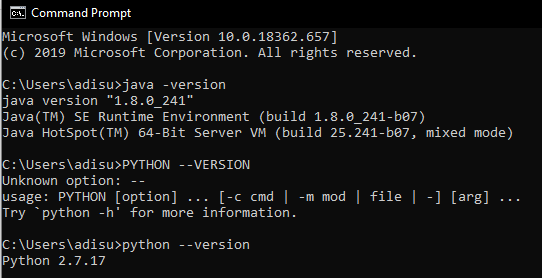 Command Prompt
Microsoft Windows [Version 10.0.18362.657]
(c) 2019 Microsoft Corporation. All rights reserved.
C:\Users\adisu>java -version
java version "1.8.0_241"
Java(TM) SE Runtime Environment (build 1.8.0_241-b07)
Java HotSpot(TM) 64-Bit Server VM (build 25.241-b07, mixed mode)
C:\Users\adisu>PYTHON --VERSION
Unknown option: --
usage: PYTHON [option] ... [-c cmd | -m mod | file | -] [arg] ...
Try `python -h' for more information.
C:\Users\adisu>python --version
Python 2.7.17